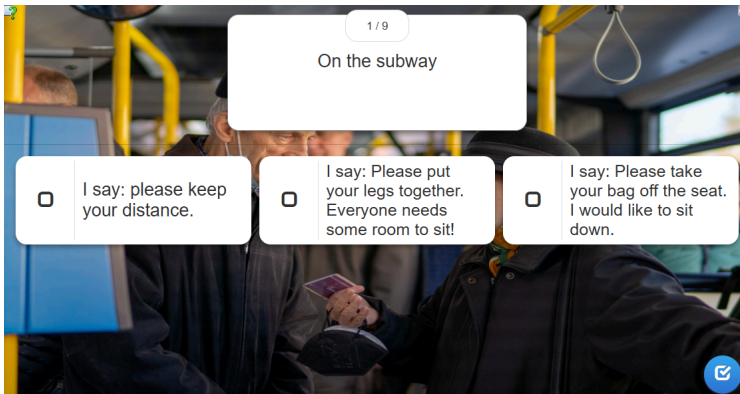 ?
1 / 9
On the subway
I say: please keep
your distance.
I say: Please put
your legs together.
Everyone needs
some room to sit!
I say: Please take
your bag off the seat.
I would like to sit
down.